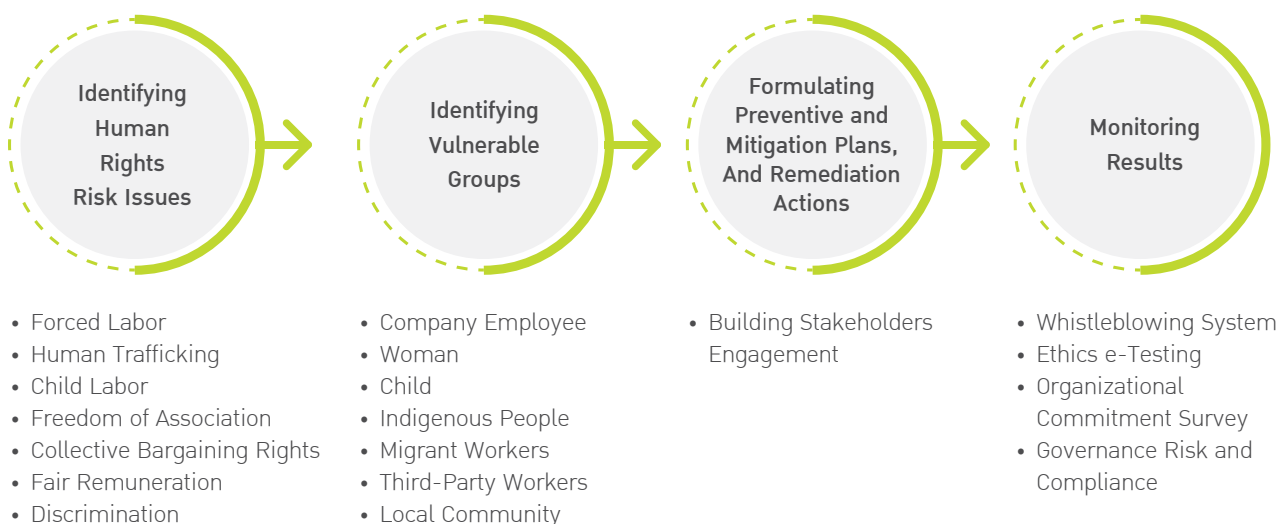 Identifying
Human
Rights
Risk Issues
• Forced Labor
• Human Trafficking
• Child Labor
• Freedom of Association
• Collective Bargaining Rights
• Fair Remuneration
• Discrimination
Identifying
Vulnerable
Groups
• Company Employee
• Woman
• Child
• Indigenous People
• Migrant Workers
• Third-Party Workers
• Local Community
Formulating
Preventive and
Mitigation Plans,
And Remediation
Actions
• Building Stakeholders
Engagement
Monitoring
Results
• Whistleblowing System
• Ethics e-Testing
• Organizational
Commitment Survey
• Governance Risk and
Compliance